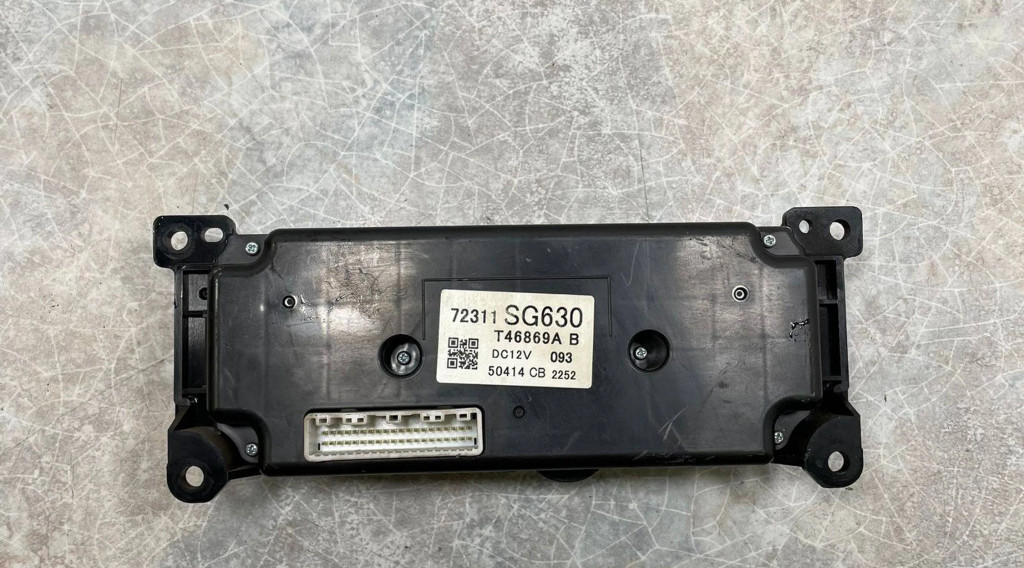 72311 SG630
T46869A B
DC12V 093
50414 CB 2252